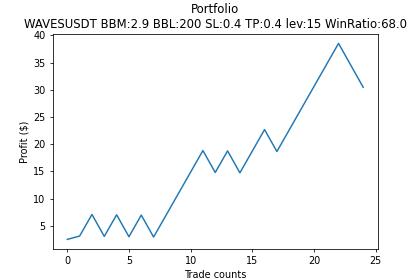 Portfolio
WAVESUSDT BBM:2.9 BBL:200 SL:0.4 TP:0.4 lev:15 WinRatio:68.0
40
35
30
25
20
15
10
5
Profit ($)
0 5 10 15 20 25
Trade counts